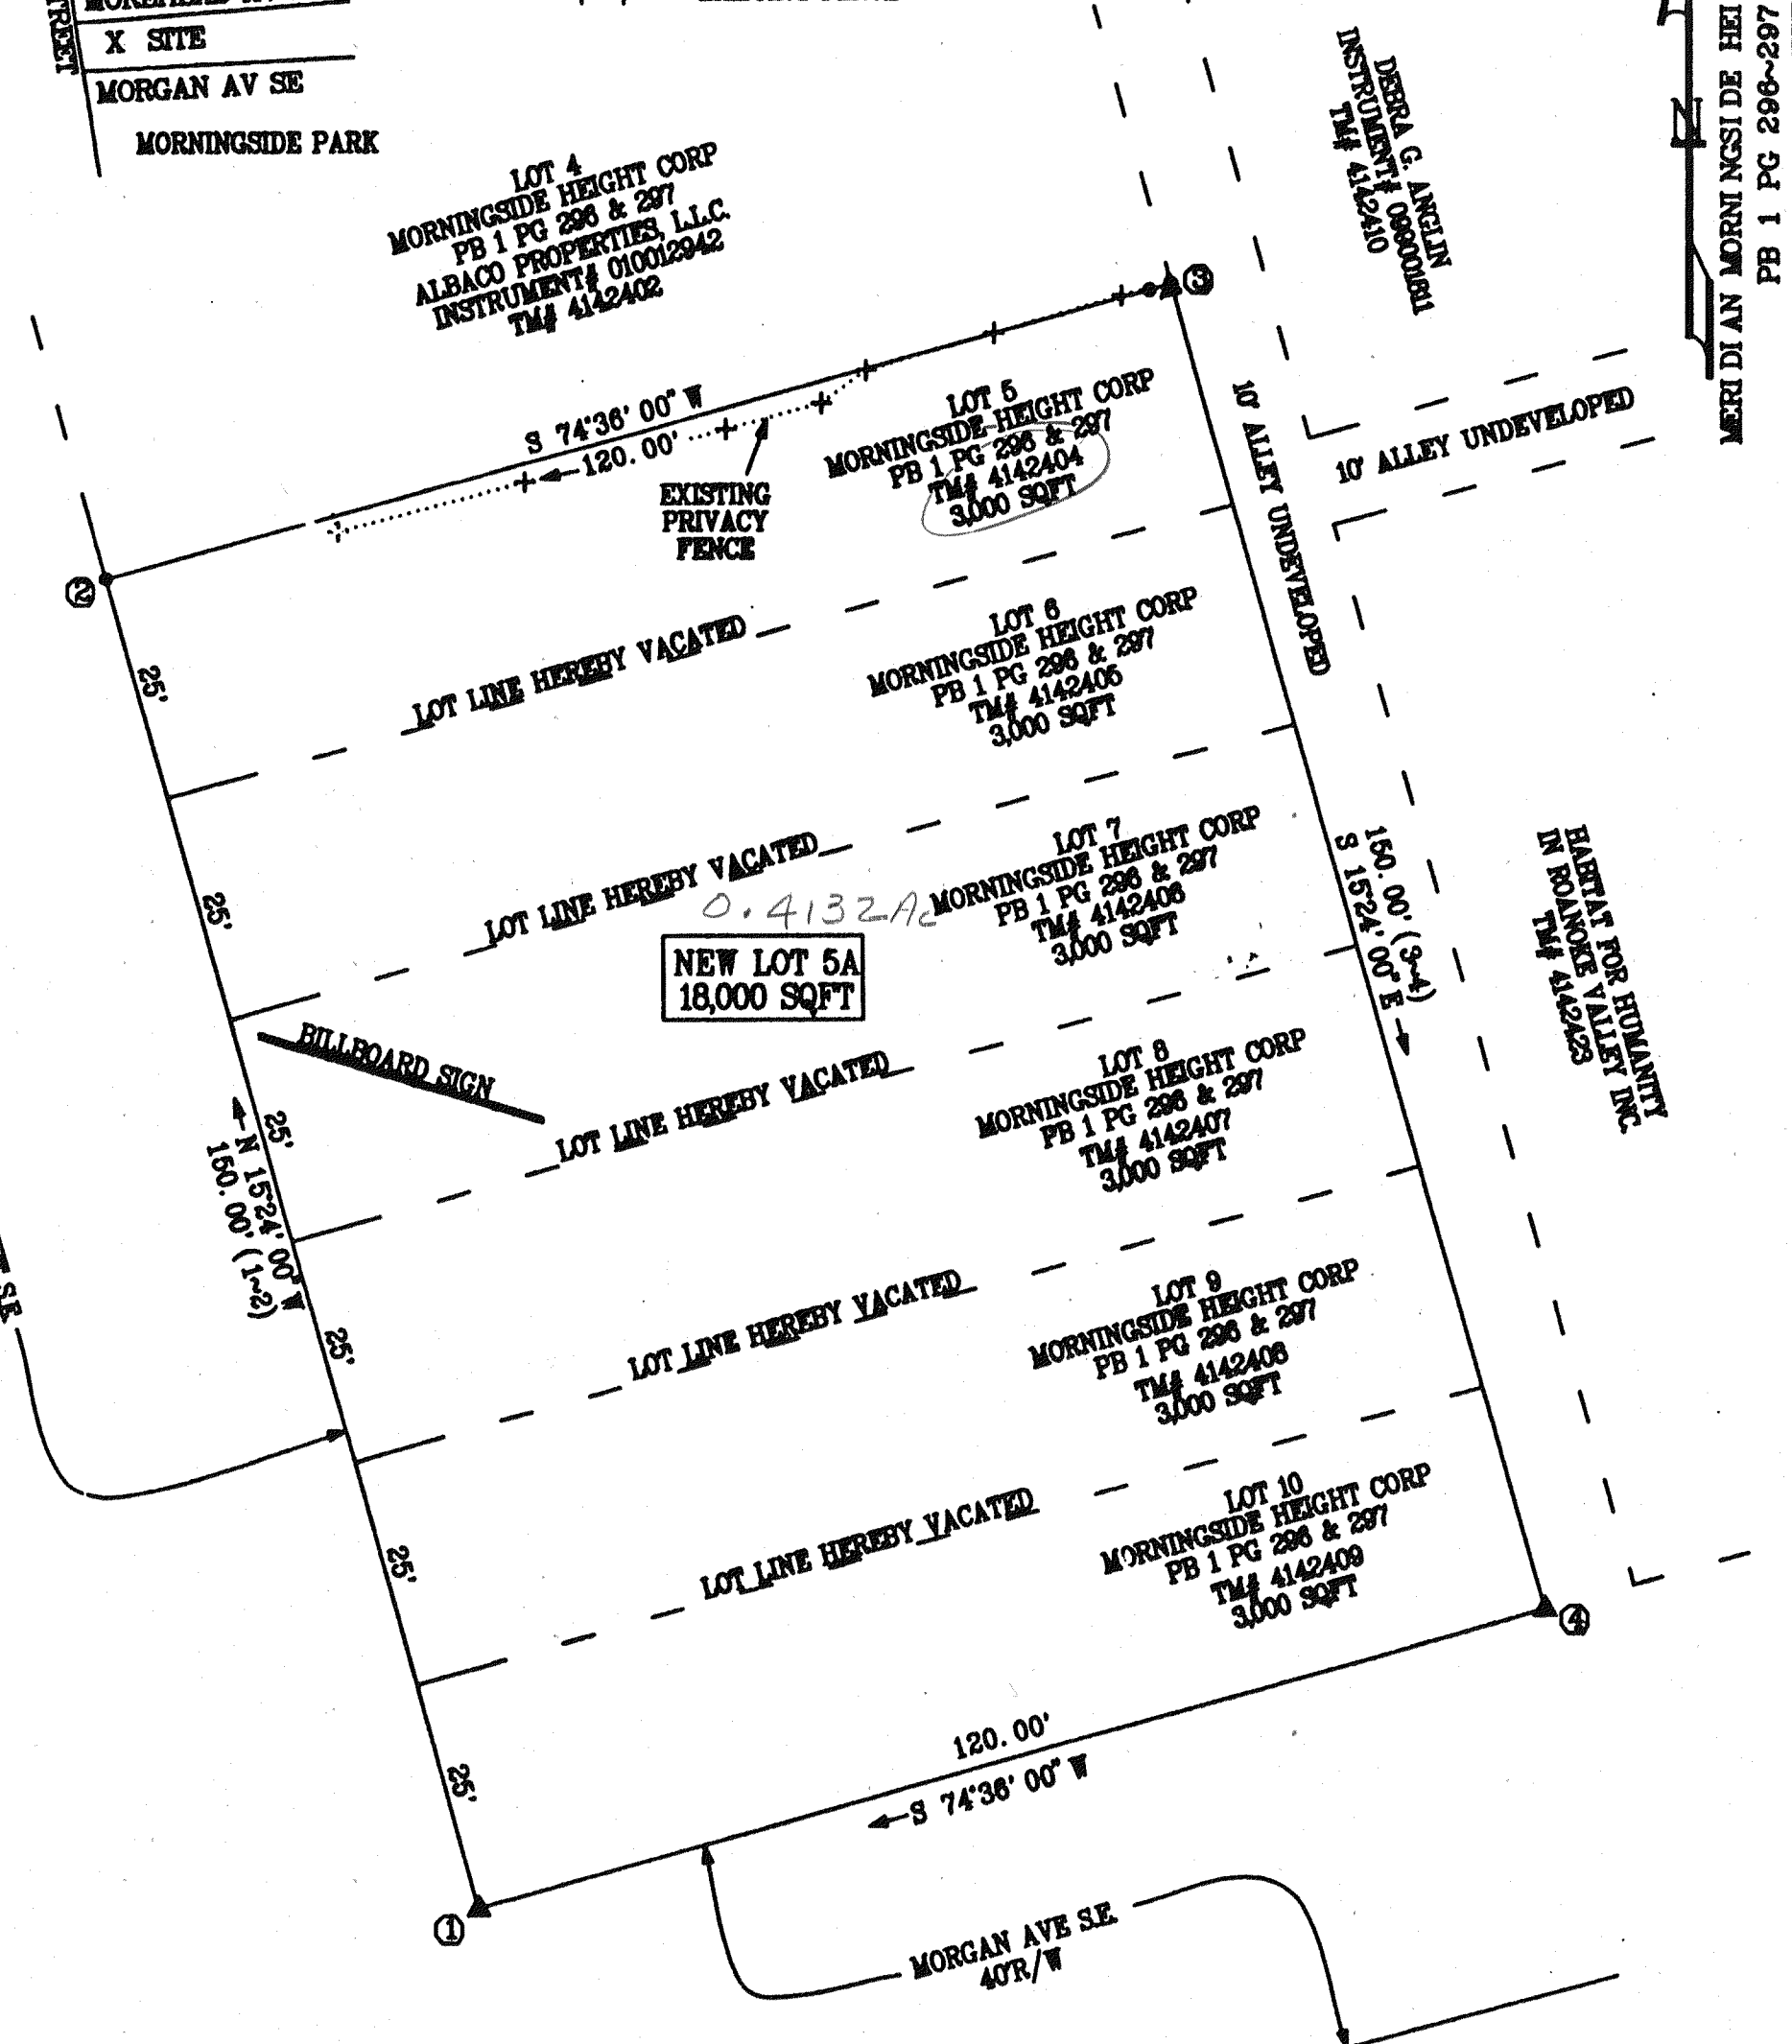 X SITE
MORGAN AV SE
MORNINGSIDE PARK
LOT 4
MORNINGSIDE HEIGHT CORP
PB 1 PG 296 & 297
ALBACO PROPERTIES, L.L.C.
INSTRUMENT# 010012942
TM# 4142402
DEBRA G. ANGLIN
INSTRUMENT#
TM# 4142410
MERIDIAN MORNINGSIDE HEI
PB 1 PG 296~297
N
3
S 74°36' 00" W
120.00'
EXISTING
PRIVACY
FENCE
LOT 5
MORNINGSIDE HEIGHT CORP
PB 1 PG 296 & 297
TM# 4142404
3,000 SQFT
10' ALLEY UNDEVELOPED
10' ALLEY UNDEVELOPED
2
25'
LOT LINE HEREBY VACATED
LOT 6
MORNINGSIDE HEIGHT CORP
PB 1 PG 296 & 297
TM# 4142405
3,000 SQFT
25'
LOT LINE HEREBY VACATED
0.4132 Ac
NEW LOT 5A
18,000 SQFT
LOT 7
MORNINGSIDE HEIGHT CORP
PB 1 PG 296 & 297
TM# 4142406
3,000 SQFT
150.00' (3~4)
S 15°24' 00" E
HABITAT FOR HUMANITY
IN ROANOKE VALLEY INC.
TM# 4142423
BILLBOARD SIGN
25'
N 15°24' 00" W
150.00' (1~2)
LOT LINE HEREBY VACATED
LOT 8
MORNINGSIDE HEIGHT CORP
PB 1 PG 296 & 297
TM# 4142407
3,000 SQFT
S.E.
25'
LOT LINE HEREBY VACATED
LOT 9
MORNINGSIDE HEIGHT CORP
PB 1 PG 296 & 297
TM# 4142408
3,000 SQFT
25'
LOT LINE HEREBY VACATED
LOT 10
MORNINGSIDE HEIGHT CORP
PB 1 PG 296 & 297
TM# 4142409
3,000 SQFT
4
25'
120.00'
S 74°36' 00" W
1
MORGAN AVE S.E.
40'R/W